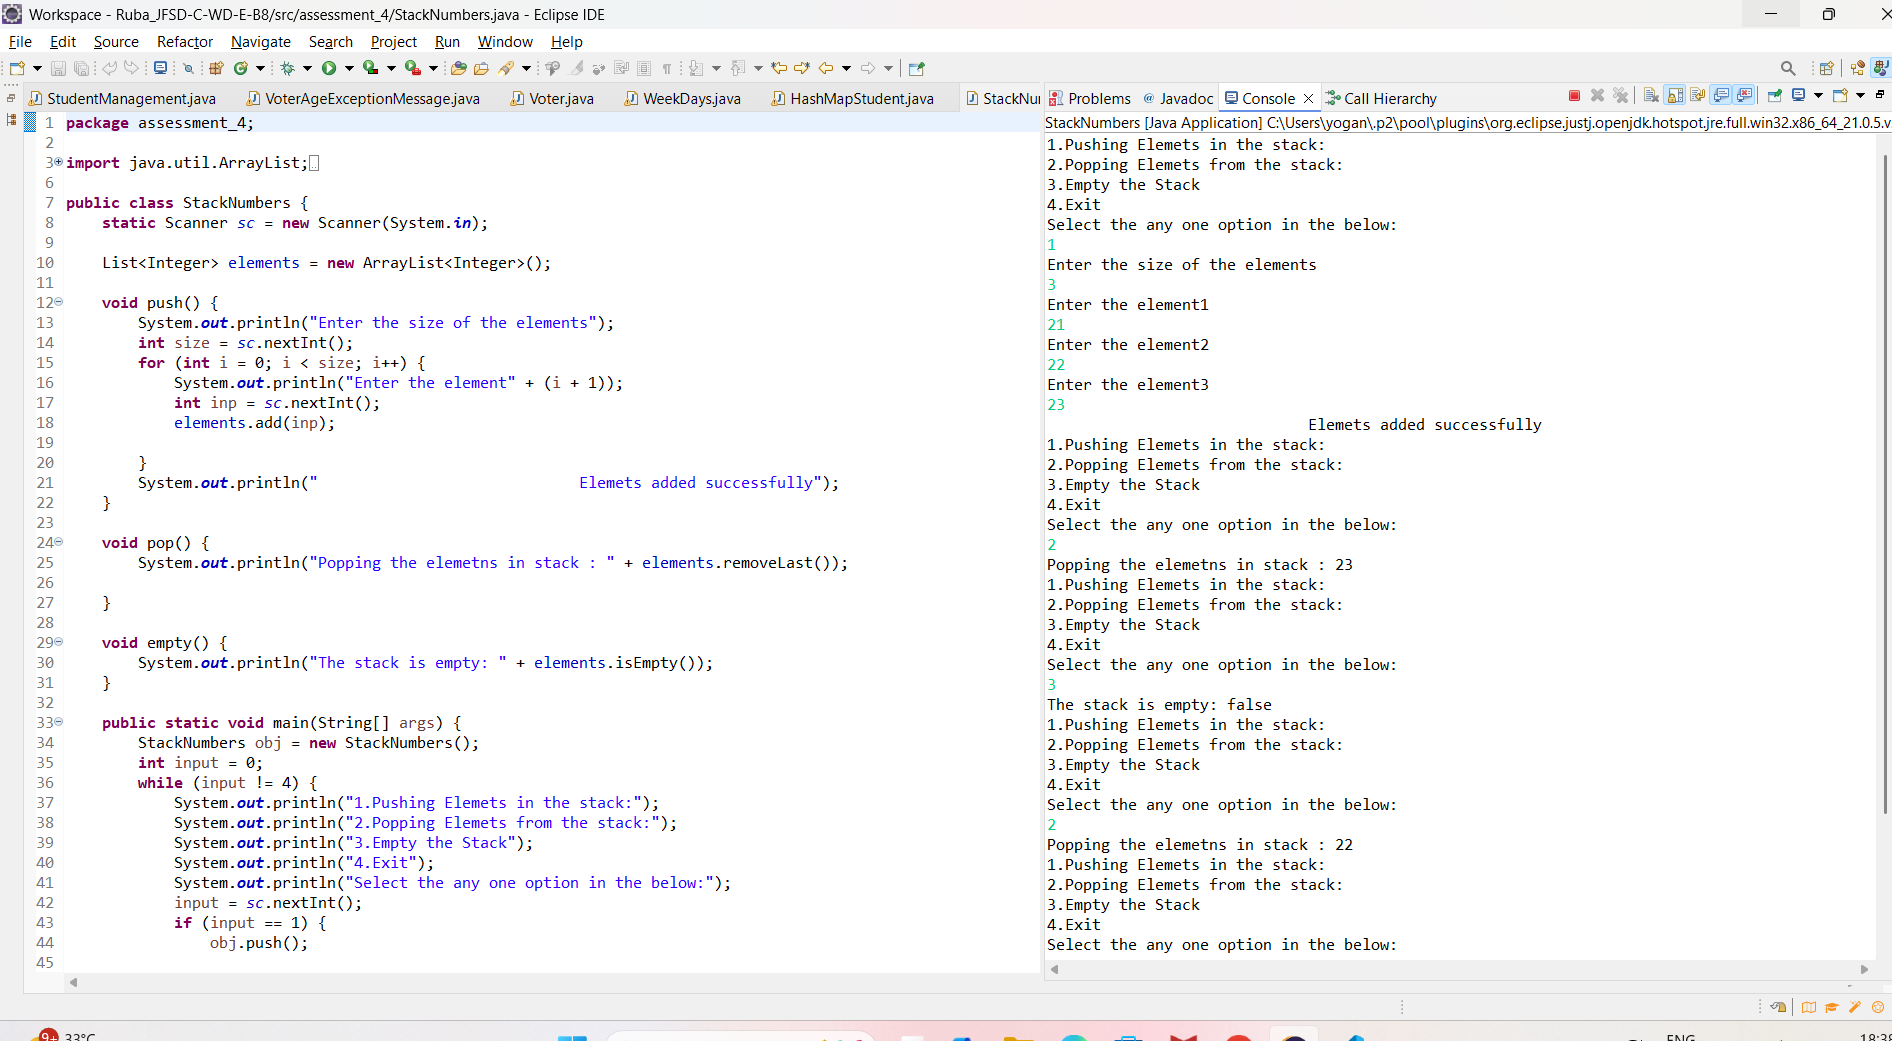 Workspace - Ruba_JFSD-C-WD-E-B8/src/assessment_4/StackNumbers.java - Eclipse IDE
File Edit Source Refactor Navigate Search Project Run Window Help
StudentManagement.java VoterAgeExceptionMessage.java Voter.java WeekDays.java HashMapStudent.java StackNu
1 package assessment_4;
2
3 import java.util.ArrayList;
6
7 public class StackNumbers {
8 static Scanner sc = new Scanner(System.in);
9
10 List<Integer> elements = new ArrayList<Integer>();
11
12 void push() {
13 System.out.println("Enter the size of the elements");
14 int size = sc.nextInt();
15 for (int i = 0; i < size; i++) {
16 System.out.println("Enter the element" + (i + 1));
17 int inp = sc.nextInt();
18 elements.add(inp);
19
20 }
21 System.out.println(" Elemets added successfully");
22 }
23
24 void pop() {
25 System.out.println("Popping the elemetns in stack : " + elements.removeLast());
26
27 }
28
29 void empty() {
30 System.out.println("The stack is empty: " + elements.isEmpty());
31 }
32
33 public static void main(String[] args) {
34 StackNumbers obj = new StackNumbers();
35 int input = 0;
36 while (input != 4) {
37 System.out.println("1.Pushing Elemets in the stack:");
38 System.out.println("2.Popping Elemets from the stack:");
39 System.out.println("3.Empty the Stack");
40 System.out.println("4.Exit");
41 System.out.println("Select the any one option in the below:");
42 input = sc.nextInt();
43 if (input == 1) {
44 obj.push();
45
Problems Javadoc Console Call Hierarchy
StackNumbers [Java Application] C:\Users\yogan\.p2\pool\plugins\org.eclipse.justj.openjdk.hotspot.jre.full.win32.x86_64_21.0.5.v
1.Pushing Elemets in the stack:
2.Popping Elemets from the stack:
3.Empty the Stack
4.Exit
Select the any one option in the below:
1
Enter the size of the elements
3
Enter the element1
21
Enter the element2
22
Enter the element3
23
Elemets added successfully
1.Pushing Elemets in the stack:
2.Popping Elemets from the stack:
3.Empty the Stack
4.Exit
Select the any one option in the below:
2
Popping the elemetns in stack : 23
1.Pushing Elemets in the stack:
2.Popping Elemets from the stack:
3.Empty the Stack
4.Exit
Select the any one option in the below:
3
The stack is empty: false
1.Pushing Elemets in the stack:
2.Popping Elemets from the stack:
3.Empty the Stack
4.Exit
Select the any one option in the below:
2
Popping the elemetns in stack : 22
1.Pushing Elemets in the stack:
2.Popping Elemets from the stack:
3.Empty the Stack
4.Exit
Select the any one option in the below:
9+ 33°C
ENG
18:38